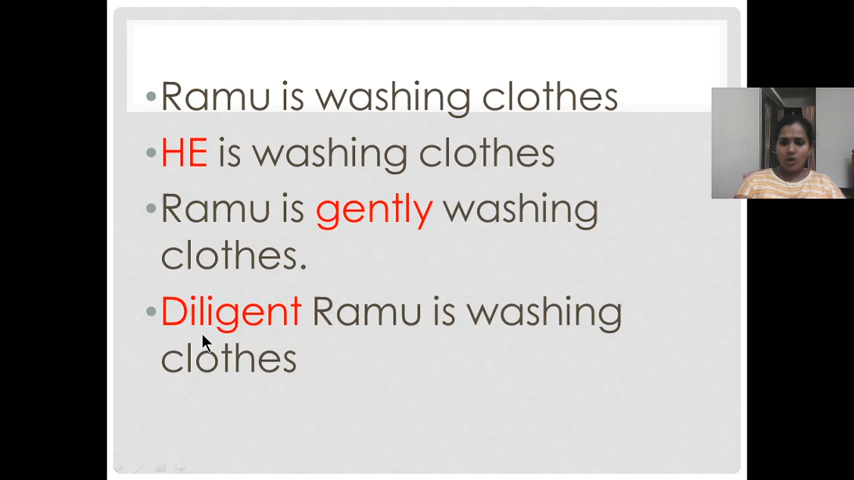 •Ramu is washing clothes
•HE is washing clothes
•Ramu is gently washing
clothes.
•Diligent Ramu is washing
clothes